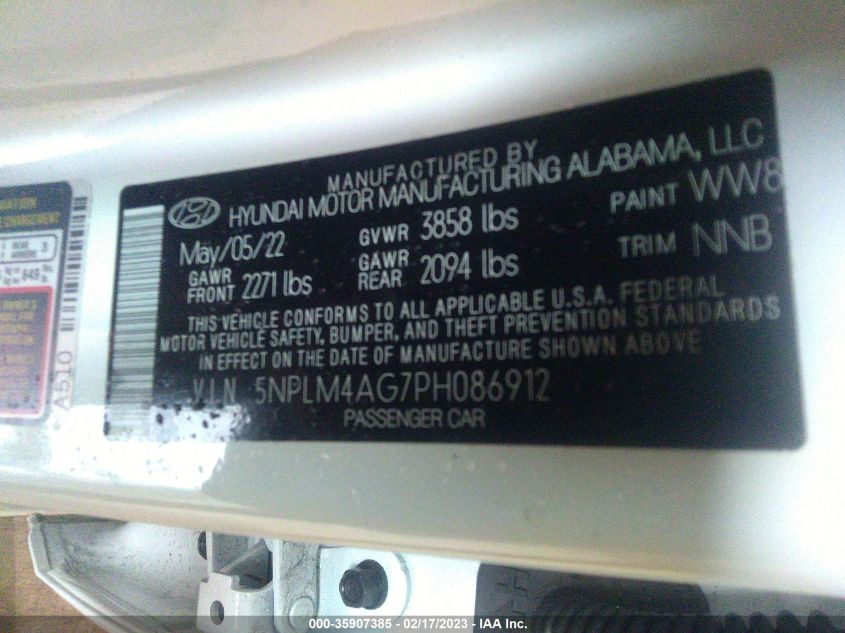 MANUFACTURED BY
HYUNDAI MOTOR MANUFACTURING ALABAMA, LLC
May/05/22 GVWR 3858 lbs PAINT WW8
GAWR FRONT 2271 lbs GAWR REAR 2094 lbs TRIM NNB
THIS VEHICLE CONFORMS TO ALL APPLICABLE U.S.A. FEDERAL
MOTOR VEHICLE SAFETY, BUMPER, AND THEFT PREVENTION STANDARDS
IN EFFECT ON THE DATE OF MANUFACTURE SHOWN ABOVE
V.I.N 5NPLM4AG7PH086912
PASSENGER CAR
A510
000-35907385 - 02/17/2023 - IAA Inc.